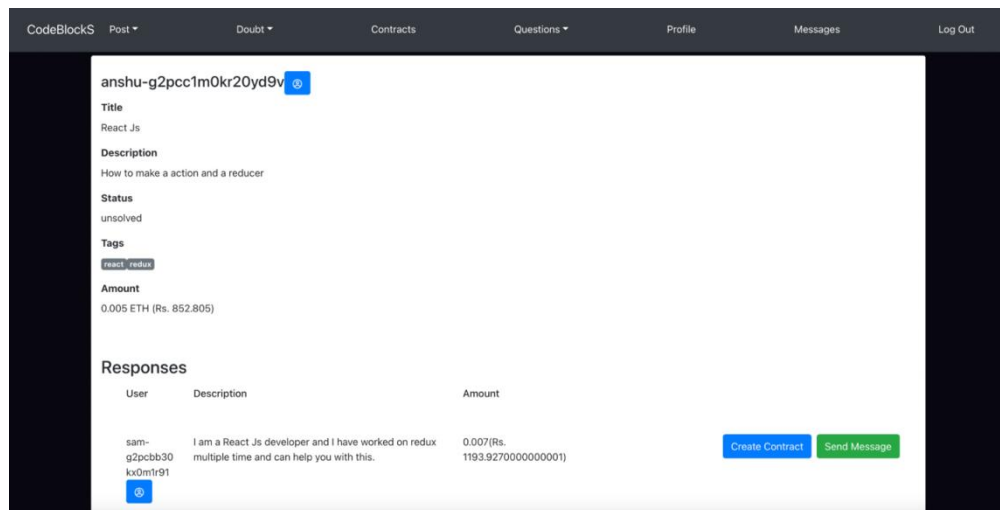 CodeBlockS Post Doubt Contracts Questions Profile Messages Log Out
anshu-g2pcc1m0kr20yd9v
Title
React Js
Description
How to make a action and a reducer
Status
unsolved
Tags
react redux
Amount
0.005 ETH (Rs. 852.805)
Responses
User Description Amount
sam- I am a React Js developer and I have worked on redux 0.007(Rs. Create Contract Send Message
g2pcbb30 multiple time and can help you with this. 1193.9270000000001)
kx0m1r91